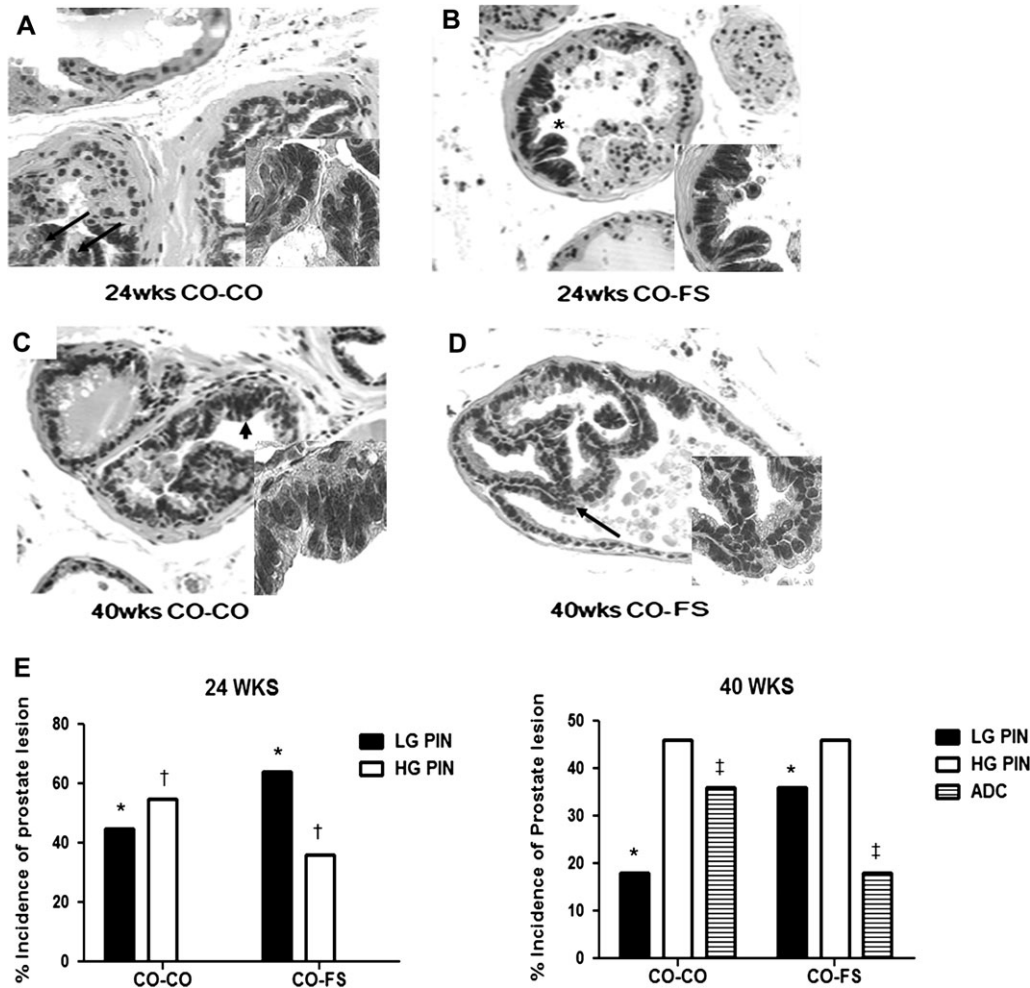 A
B
*
24wks CO-CO
24wks CO-FS
C
D
40wks CO-CO
40wks CO-FS
E
24 WKS
% Incidence of prostate lesion
80
60
40
20
0
* † * †
CO-CO CO-FS
LG PIN
HG PIN
40 WKS
% Incidence of Prostate lesion
50
40
30
20
10
0
* ‡ * ‡
CO-CO CO-FS
LG PIN
HG PIN
ADC